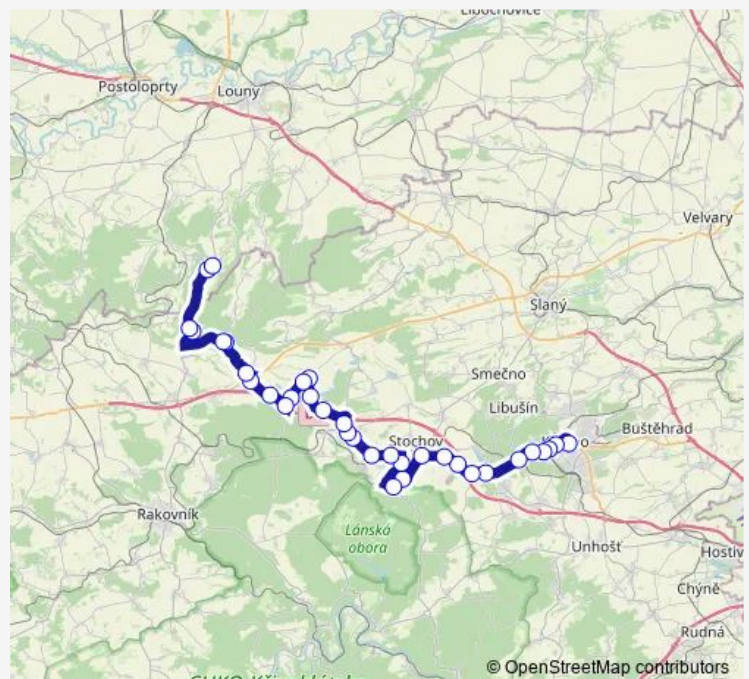 Libochovice
Postoloprty
Louny
Velvary
Slaný
Smečno
Libušín
Buštěhrad
Stochov
Rakovník
Lánská
obora
Unhošť
Hostiv
Chýně
Rudná
© OpenStreetMap contributors